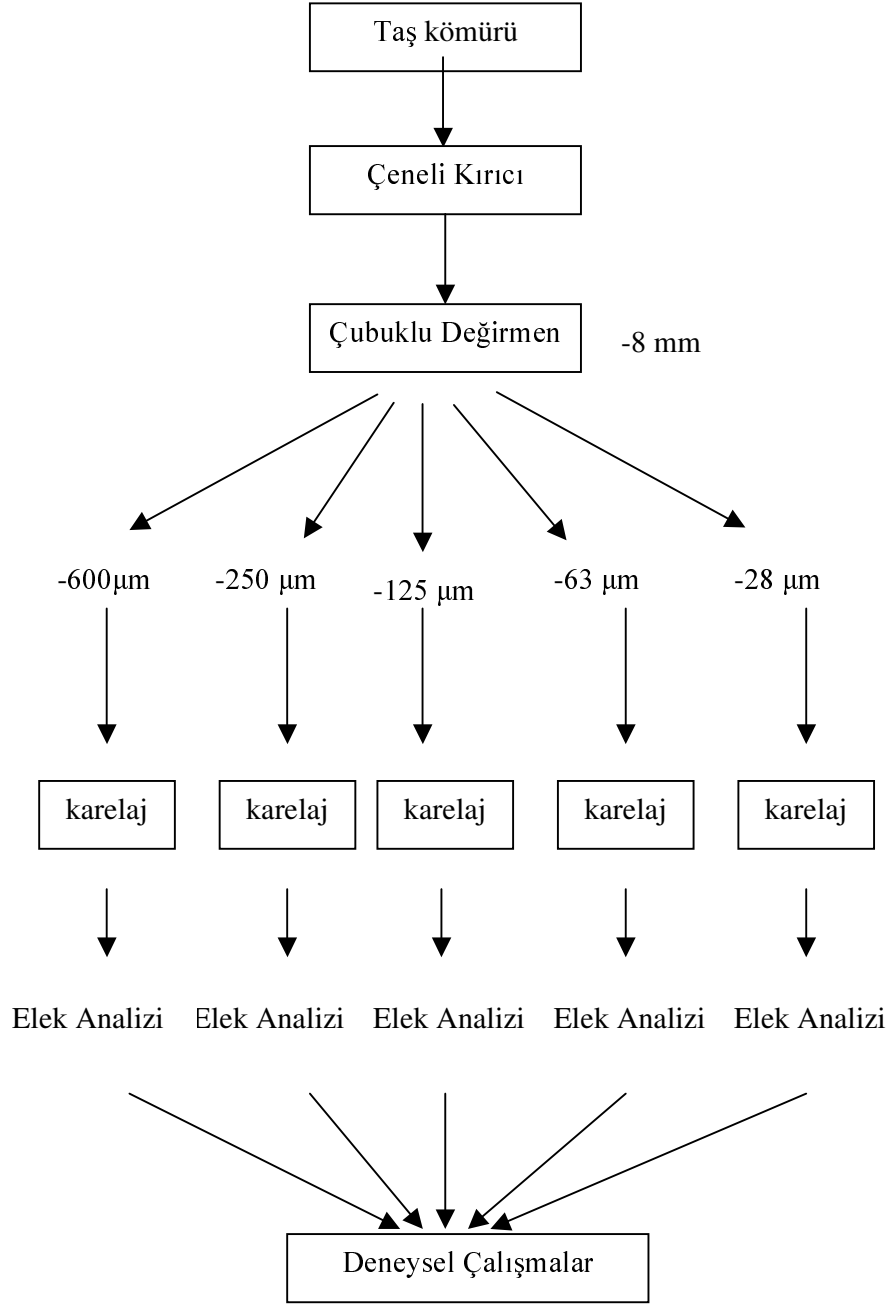 Taş kömürü
Çeneli Kırıcı
Çubuklu Değirmen
-8 mm
-600µm
-250 µm
-125 µm
-63 µm
-28 µm
karelaj
karelaj
karelaj
karelaj
karelaj
Elek Analizi
Elek Analizi
Elek Analizi
Elek Analizi
Elek Analizi
Deneysel Çalışmalar